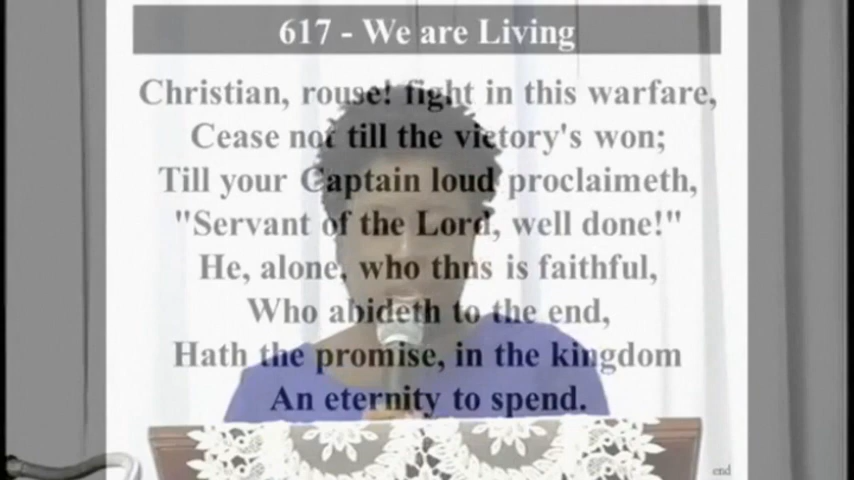 617 - We are Living
Christian, rouse! fight in this warfare,
Cease not till the victory's won;
Till your Captain loud proclaimeth,
"Servant of the Lord, well done!"
He, alone, who thus is faithful,
Who abideth to the end,
Hath the promise, in the kingdom
An eternity to spend.
end